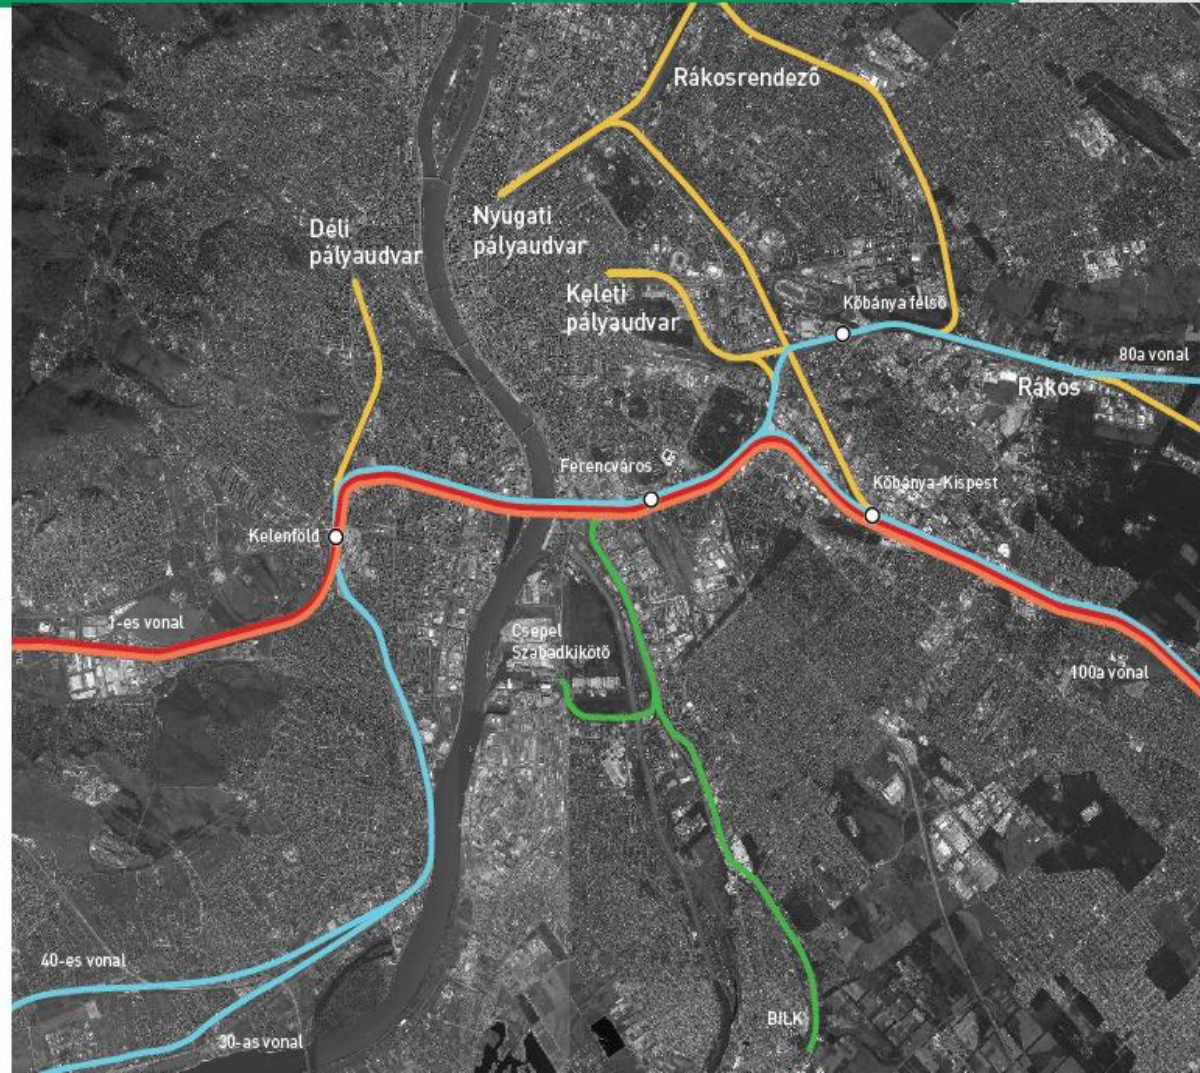 Rákosrendező
Nyugati
pályaudvar
Déli
pályaudvar
Keleti
pályaudvar
Kőbánya felső
80a vonal
Rákos
Ferencváros
Kőbánya-Kispest
Kelenföld
1-es vonal
Csepel
Szabadkikötő
100a vonal
40-es vonal
30-as vonal
BILK